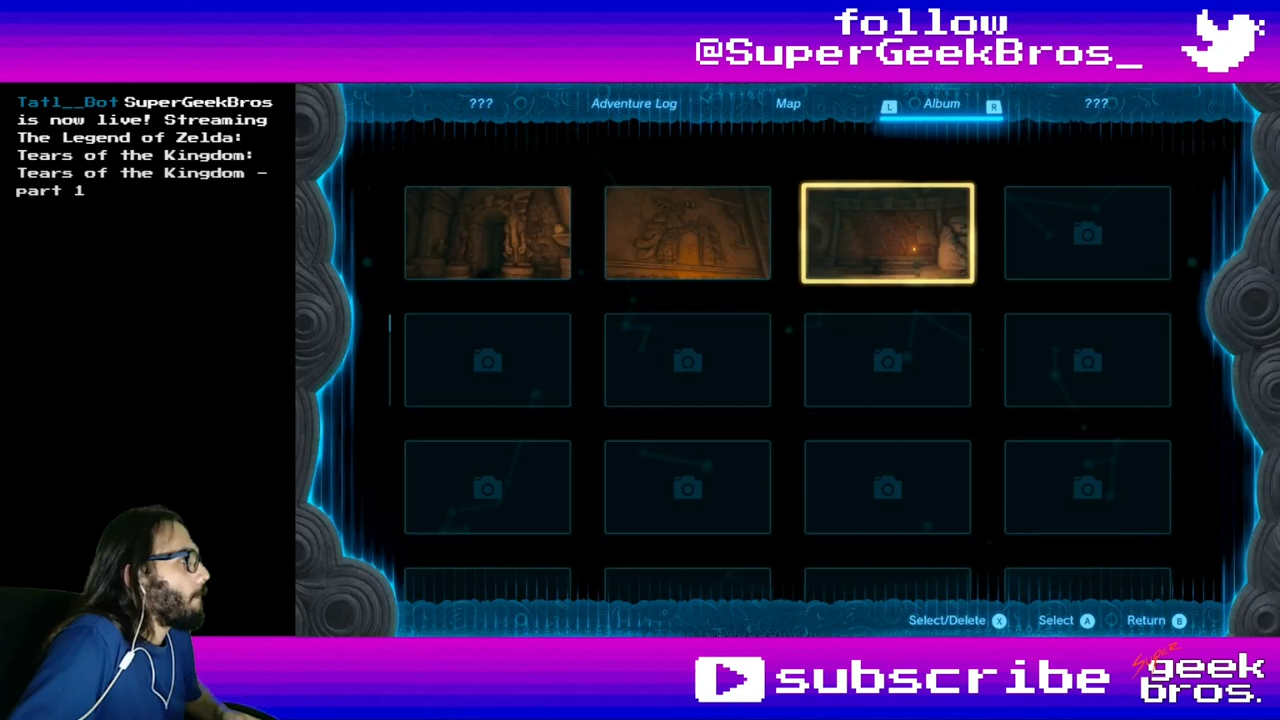 follow
@SuperGeekBros_
Tatl__Bot SuperGeekBros
is now live! Streaming
The Legend of Zelda:
Tears of the Kingdom:
Tears of the Kingdom -
part 1
??? Adventure Log Map L Album R ???
Select/Delete X Select A Return B
subscribe
Super
geek
bros.